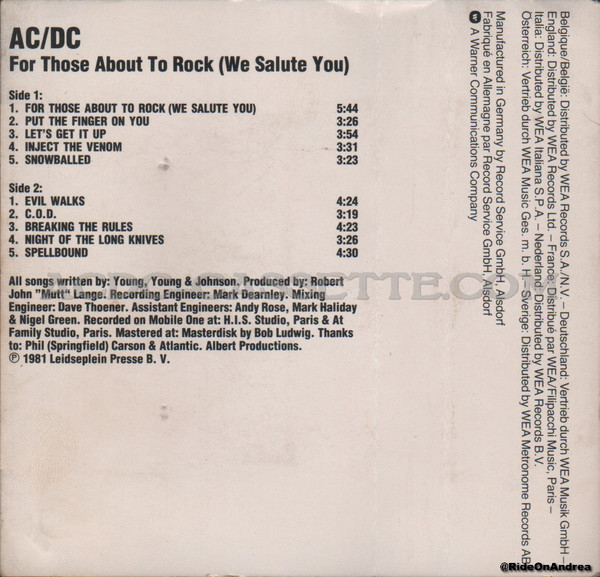 AC/DC
For Those About To Rock (We Salute You)
Side 1:
1. FOR THOSE ABOUT TO ROCK (WE SALUTE YOU) 5:44
2. PUT THE FINGER ON YOU 3:26
3. LET'S GET IT UP 3:54
4. INJECT THE VENOM 3:31
5. SNOWBALLED 3:23
Side 2:
1. EVIL WALKS 4:24
2. C.O.D. 3:19
3. BREAKING THE RULES 4:23
4. NIGHT OF THE LONG KNIVES 3:26
5. SPELLBOUND 4:30
All songs written by: Young, Young & Johnson. Produced by: Robert
John "Mutt" Lange. Recording Engineer: Mark Dearnley. Mixing
Engineer: Dave Thoener. Assistant Engineers: Andy Rose, Mark Haliday
& Nigel Green. Recorded on Mobile One at: H.I.S. Studio, Paris & At
Family Studio, Paris. Mastered at: Masterdisk by Bob Ludwig. Thanks
to: Phil (Springfield) Carson & Atlantic. Albert Productions.
℗ 1981 Leidseplein Presse B. V.
Belgique/België: Distributed by WEA Records S.A./N.V. – Deutschland: Vertrieb durch WEA Musik GmbH –
England: Distributed by WEA Records Ltd. – France: Distribué par WEA/Filipacchi Music, Paris –
Italia: Distributed by WEA Italiana S.P.A. – Nederland: Distributed by WEA Records B.V.
Österreich: Vertrieb durch WEA Music Ges. m. b. H. – Sverige: Distributed by WEA Metronome Records AB
Manufactured in Germany by Record Service GmbH, Alsdorf
Fabriqué en Allemagne par Record Service GmbH, Alsdorf
A Warner Communications Company
@RideOnAndrea